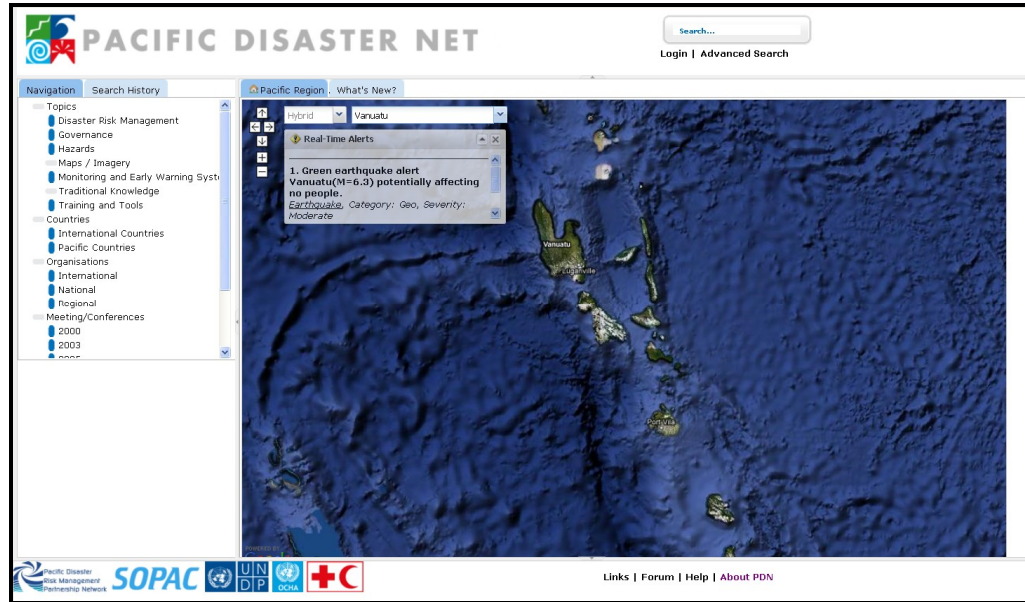 PACIFIC DISASTER NET
Search...
Login | Advanced Search
Navigation
Search History
Topics
Disaster Risk Management
Governance
Hazards
Maps / Imagery
Monitoring and Early Warning Syst
Traditional Knowledge
Training and Tools
Countries
International Countries
Pacific Countries
Organisations
International
National
Regional
Meeting/Conferences
2000
2003
Pacific Region
What's New?
Hybrid
Vanuatu
Real-Time Alerts
1. Green earthquake alert
Vanuatu(M=6.3) potentially affecting
no people.
Earthquake, Category: Geo, Severity:
Moderate
Vanuatu
Luganville
Port Vila
POWERED BY
Pacific Disaster
Risk Management
Partnership Network
SOPAC
UN
DP
OCHA
Links | Forum | Help | About PDN